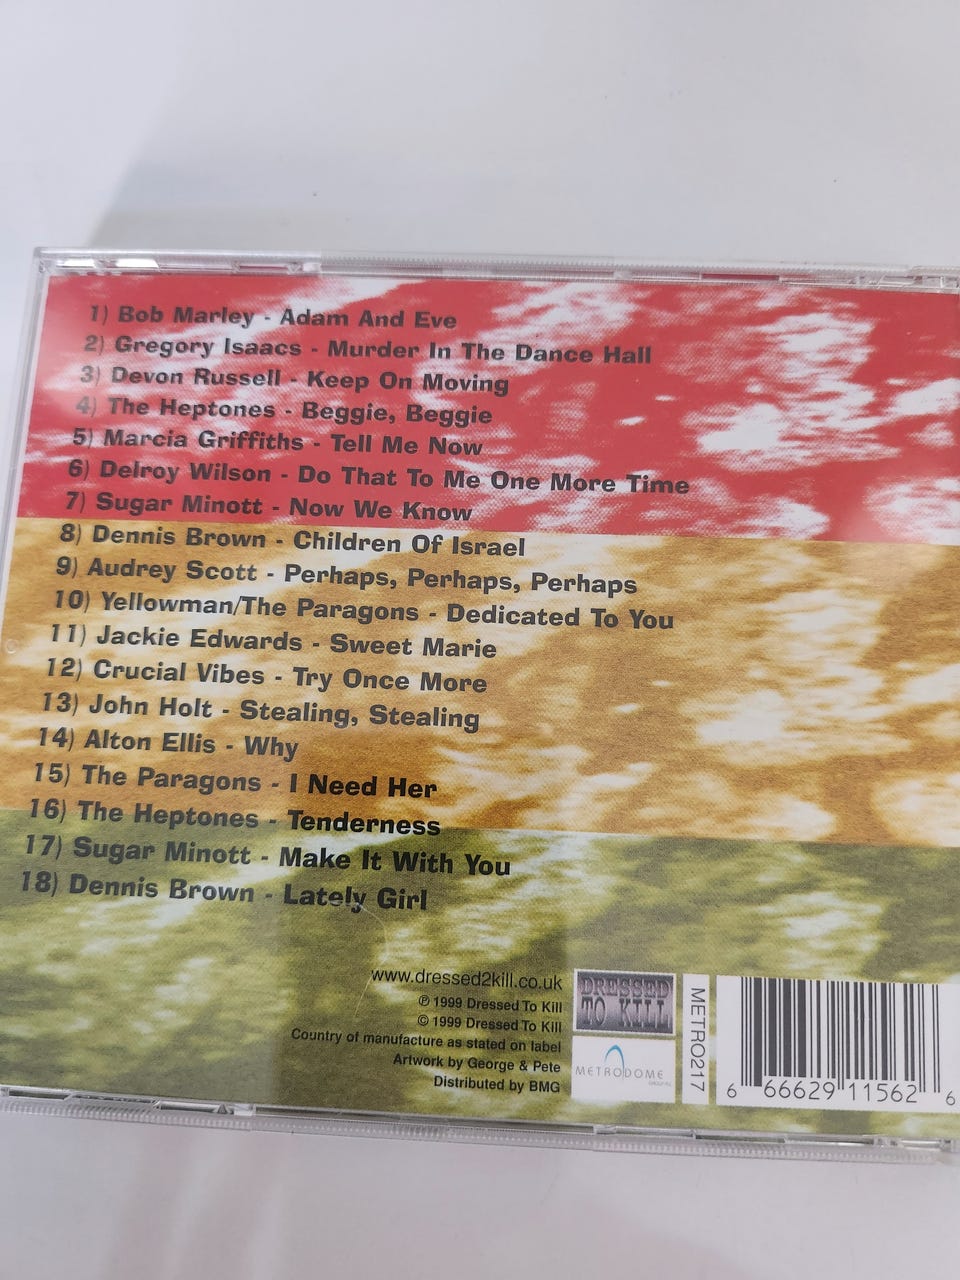 1) Bob Marley - Adam And Eve
2) Gregory Isaacs - Murder In The Dance Hall
3) Devon Russell - Keep On Moving
4) The Heptones - Beggie, Beggie
5) Marcia Griffiths - Tell Me Now
6) Delroy Wilson - Do That To Me One More Time
7) Sugar Minott - Now We Know
8) Dennis Brown - Children Of Israel
9) Audrey Scott - Perhaps, Perhaps, Perhaps
10) Yellowman/The Paragons - Dedicated To You
11) Jackie Edwards - Sweet Marie
12) Crucial Vibes - Try Once More
13) John Holt - Stealing, Stealing
14) Alton Ellis - Why
15) The Paragons - I Need Her
16) The Heptones - Tenderness
17) Sugar Minott - Make It With You
18) Dennis Brown - Lately Girl
www.dressed2kill.co.uk
℗ 1999 Dressed To Kill
© 1999 Dressed To Kill
Country of manufacture as stated on label
Artwork by George & Pete
Distributed by BMG
DRESSED
TO KILL
METRODOME
METRO217
6 66629 11562 6